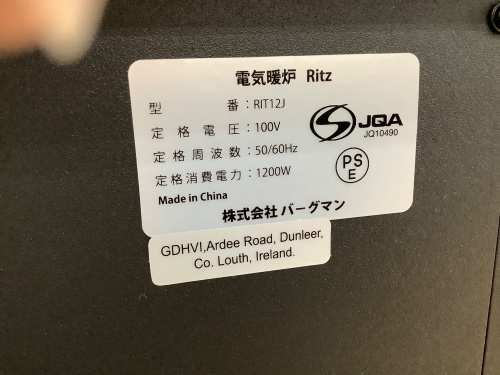 電気暖炉 Ritz
型 番 : RIT12J
定 格 電 圧 : 100V
定 格 周 波 数 : 50/60Hz
定格消費電力 : 1200W
Made in China
株式会社 バーグマン
JQA
JQ10490
PS
E
GDHVI,Ardee Road, Dunleer,
Co. Louth, Ireland.